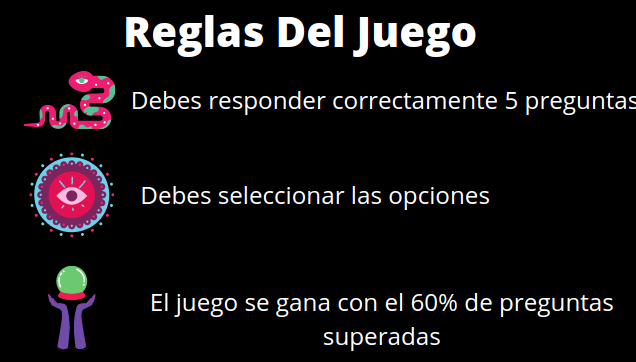 Reglas Del Juego
Debes responder correctamente 5 preguntas
Debes seleccionar las opciones
El juego se gana con el 60% de preguntas
superadas